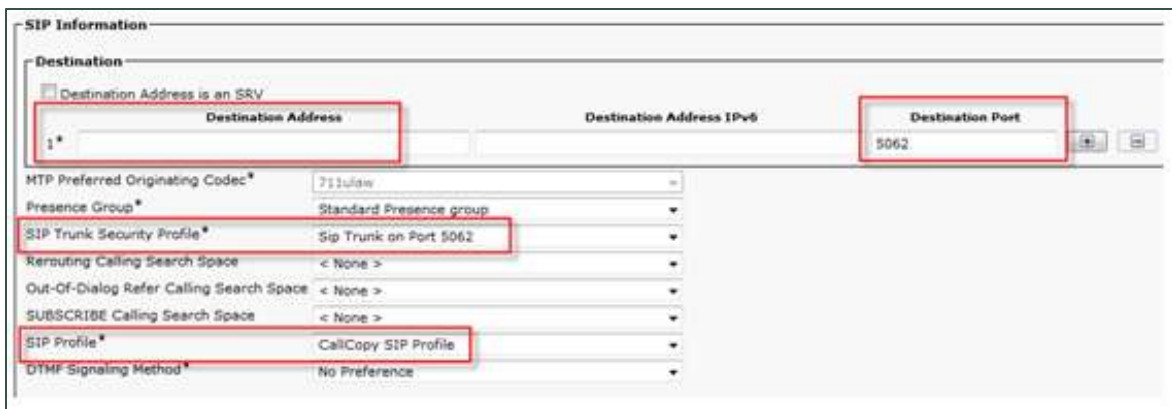 SIP Information
Destination
Destination Address is an SRV
Destination Address Destination Address IPv6 Destination Port
1* 5062
MTP Preferred Originating Codec* 711ulaw
Presence Group* Standard Presence group
SIP Trunk Security Profile* Sip Trunk on Port 5062
Rerouting Calling Search Space < None >
Out-Of-Dialog Refer Calling Search Space < None >
SUBSCRIBE Calling Search Space < None >
SIP Profile* CallCopy SIP Profile
DTMF Signaling Method* No Preference